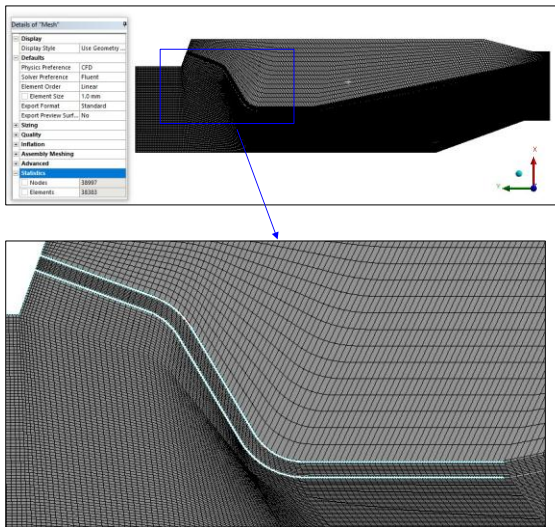 Details of "Mesh"
Display
Display Style Use Geometry ...
Defaults
Physics Preference CFD
Solver Preference Fluent
Element Order Linear
Element Size 1.0 mm
Export Format Standard
Export Preview Surf... No
Sizing
Quality
Inflation
Assembly Meshing
Advanced
Statistics
Nodes 38997
Elements 38383
X
Y